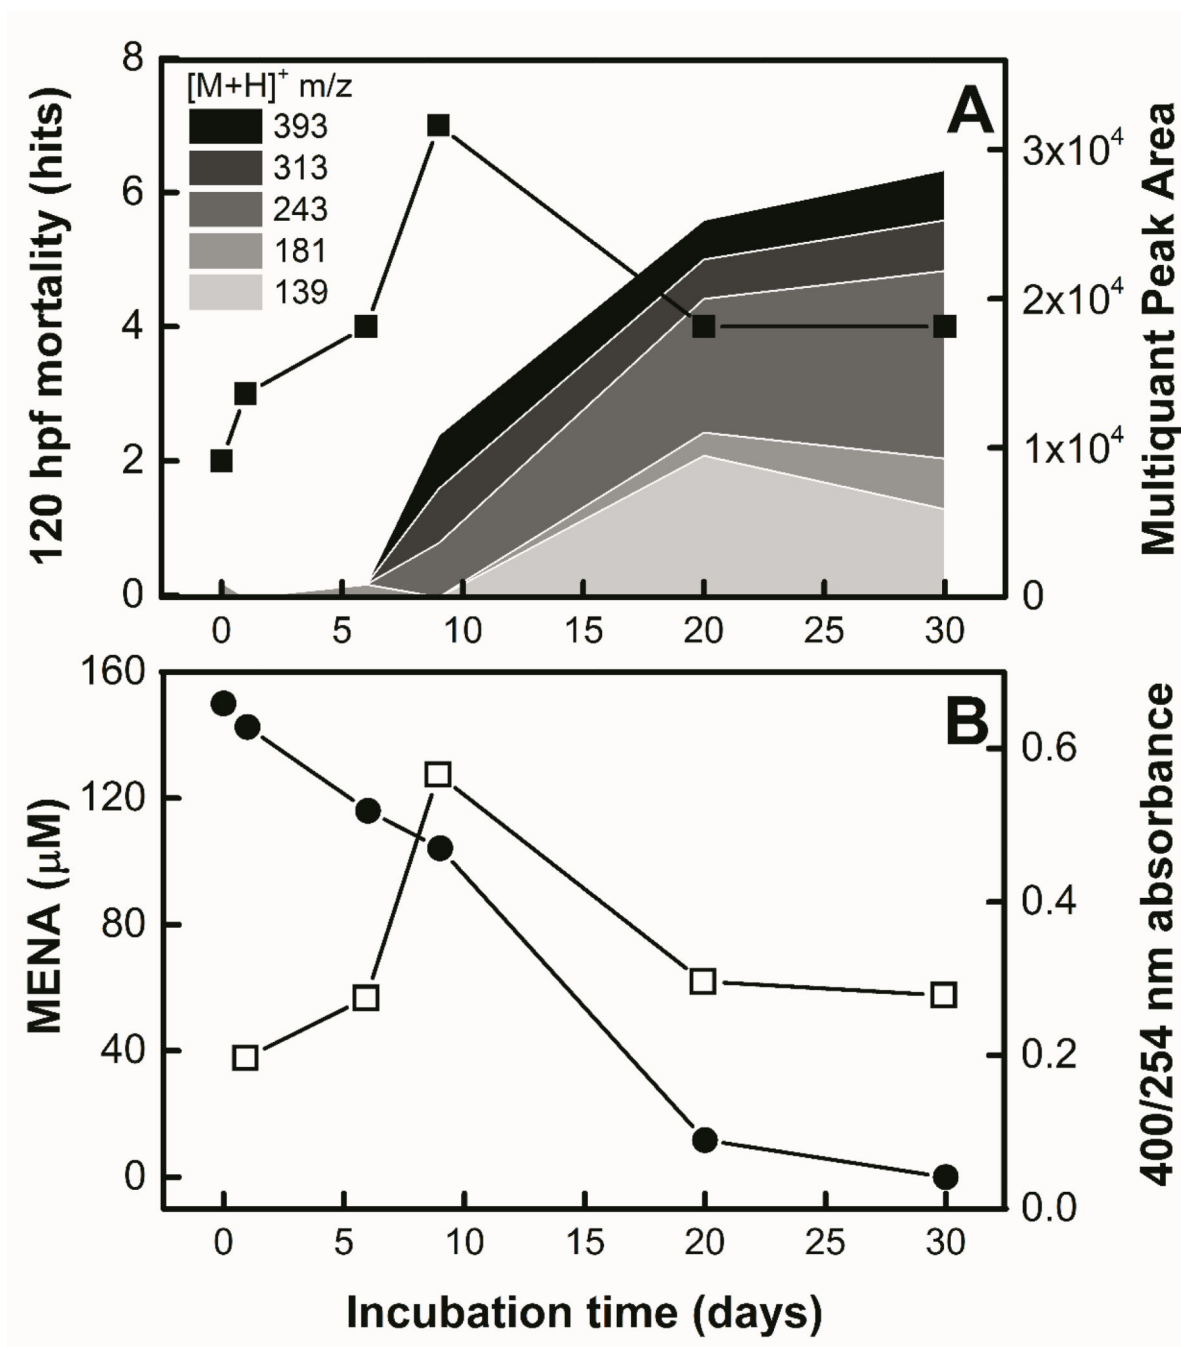 8
6
4
2
0
120 hpf mortality (hits)
[M+H]⁺ m/z
393
313
243
181
139
A
3x10⁴
2x10⁴
1x10⁴
0
Multiquant Peak Area
0 5 10 15 20 25 30
160
120
80
40
0
MENA (μM)
B
0.6
0.4
0.2
0.0
400/254 nm absorbance
0 5 10 15 20 25 30
Incubation time (days)